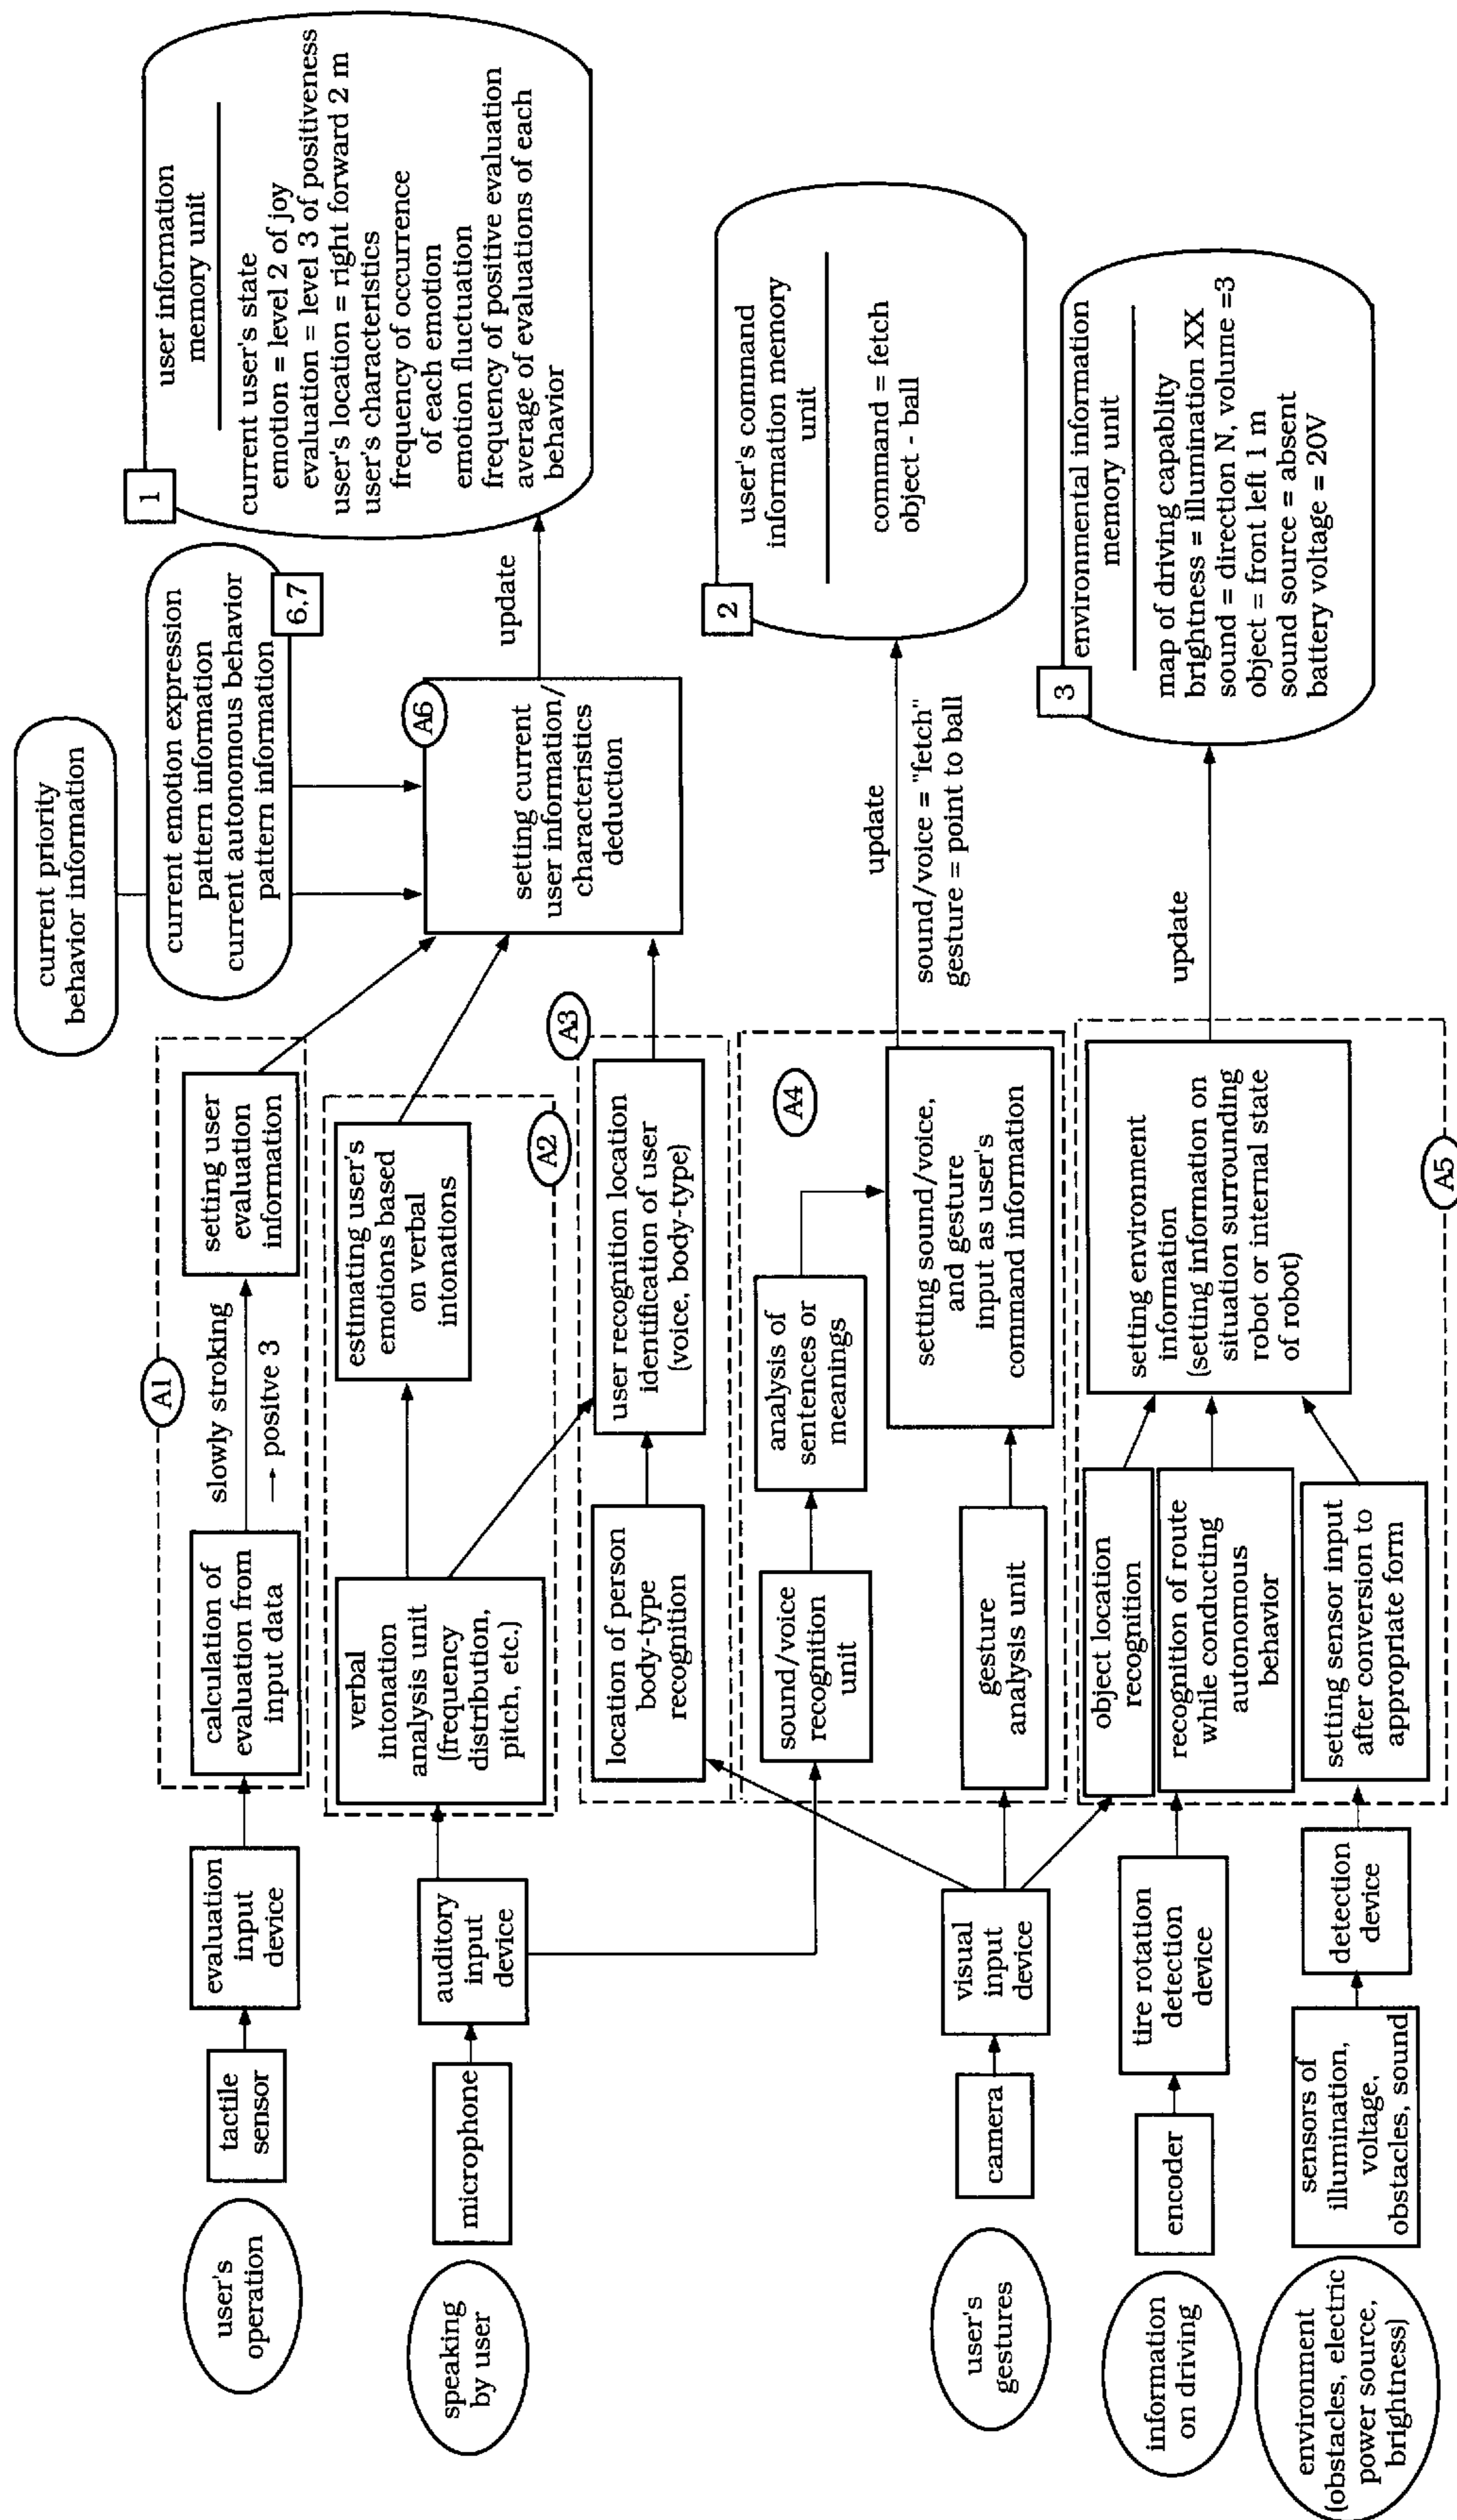 user's
operation
tactile
sensor
evaluation
input
device
A1
calculation of
evaluation from
input data
slowly stroking
→ positve 3
setting user
evaluation
information
current priority
behavior information
current emotion expression
pattern information
current autonomous behavior
pattern information
6,7
speaking
by user
microphone
auditory
input
device
verbal
intonation
analysis unit
(frequency
distribution,
pitch, etc.)
estimating user's
emotions based
on verbal
intonations
A2
A6
setting current
user information/
characteristics
deduction
update
1
user information
memory unit
current user's state
emotion = level 2 of joy
evaluation = level 3 of positiveness
user's location = right forward 2 m
user's characteristics
frequency of occurrence
of each emotion
emotion fluctuation
frequency of positive evaluation
average of evaluations of each
behavior
A3
location of person
body-type
recognition
user recognition location
identification of user
(voice, body-type)
A4
sound/voice
recognition
unit
analysis of
sentences or
meanings
user's
gestures
camera
visual
input
device
gesture
analysis unit
setting sound/voice,
and gesture
input as user's
command information
update
sound/voice = "fetch"
gesture = point to ball
2
user's command
information memory
unit
command = fetch
object - ball
information
on driving
encoder
tire rotation
detection
device
object location
recognition
recognition of route
while conducting
autonomous
behavior
environment
(obstacles, electric
power source,
brightness)
sensors of
illumination,
voltage,
obstacles, sound
detection
device
setting sensor input
after conversion to
appropriate form
setting environment
information
(setting information on
situation surrounding
robot or internal state
of robot)
A5
update
3
environmental information
memory unit
map of driving capablity
brightness = illumination XX
sound = direction N, volume =3
object = front left 1 m
sound source = absent
battery voltage = 20V